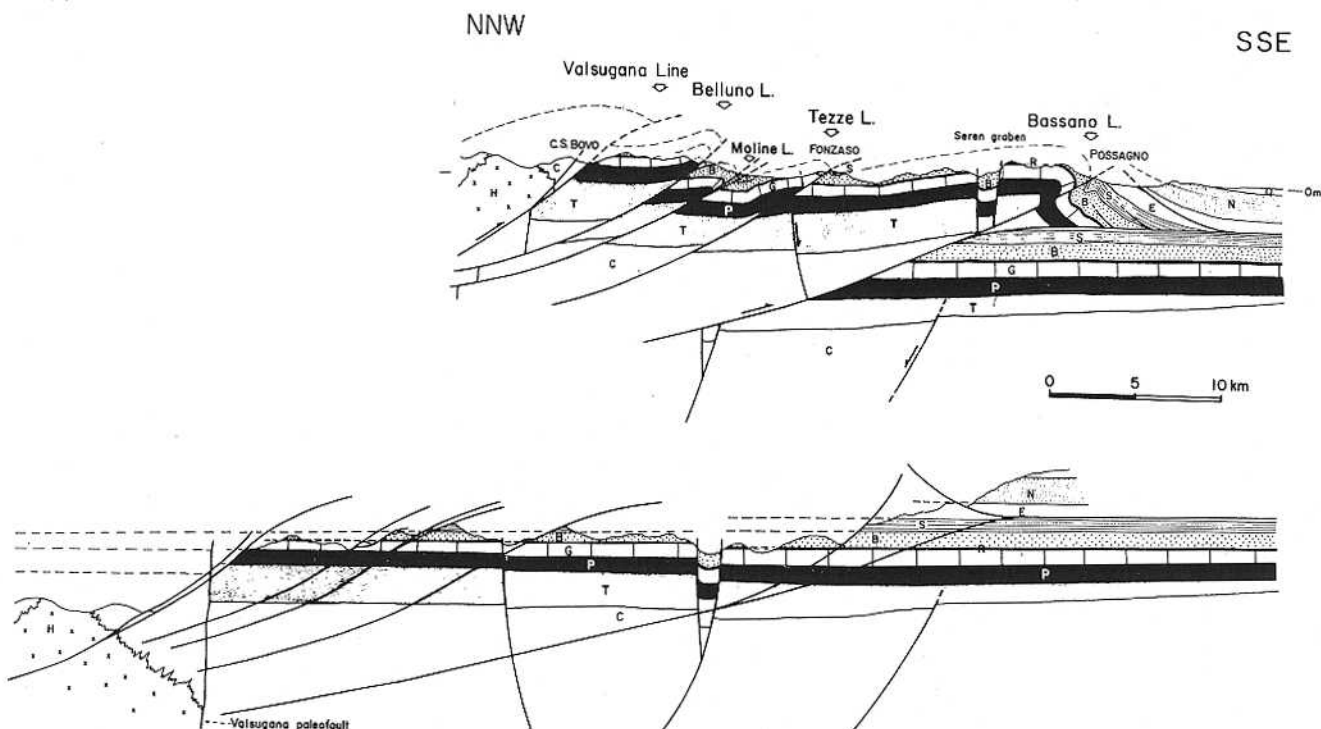 NNW
SSE
Valsugana Line
Belluno L.
Tezze L.
Bassano L.
Seren graben
C.S. BOVO
Moline L.
FONZASO
S
R
POSSAGNO
C
H
T
B
G
B
B
S
E
N
Q
0m
P
T
T
S
B
C
G
P
T
C
0 5 10 km
N
E
S
B
B
R
G
P
P
T
H
C
Valsugana paleofault